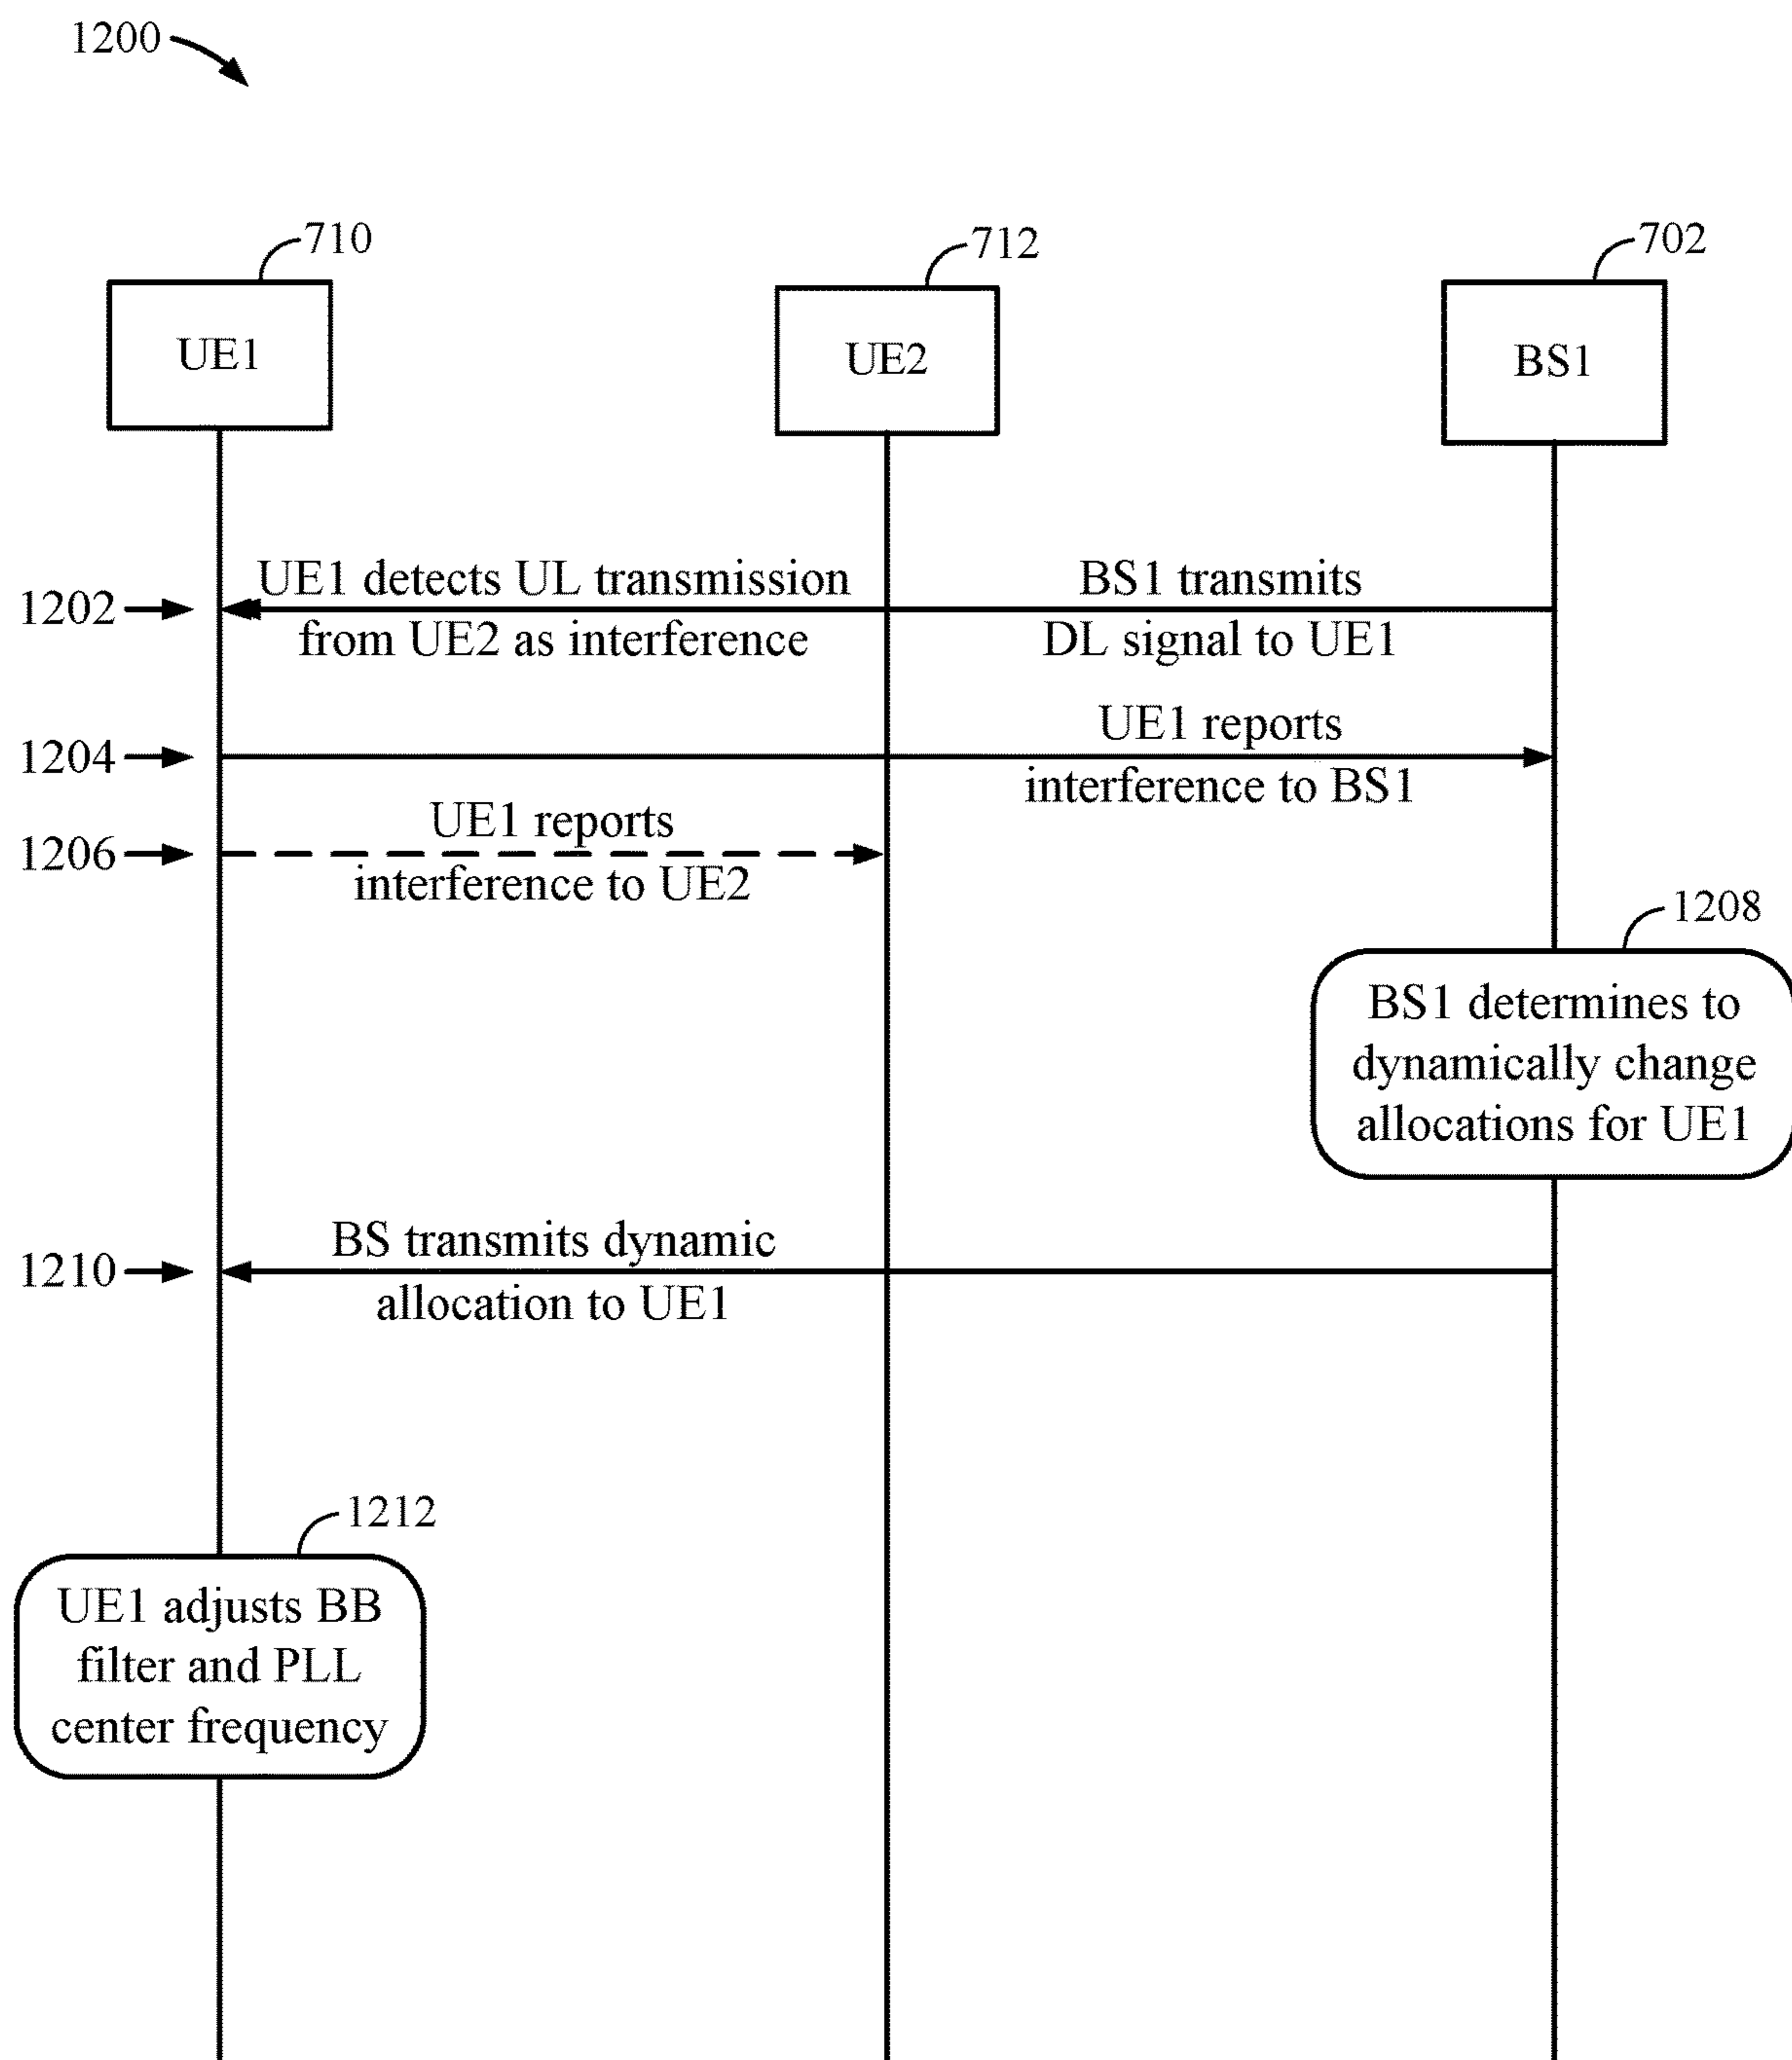 1200
710
712
702
UE1
UE2
BS1
UE1 detects UL transmission
BS1 transmits
1202
from UE2 as interference
DL signal to UE1
UE1 reports
1204
interference to BS1
UE1 reports
1206
interference to UE2
1208
BS1 determines to
dynamically change
allocations for UE1
BS transmits dynamic
1210
allocation to UE1
1212
UE1 adjusts BB
filter and PLL
center frequency